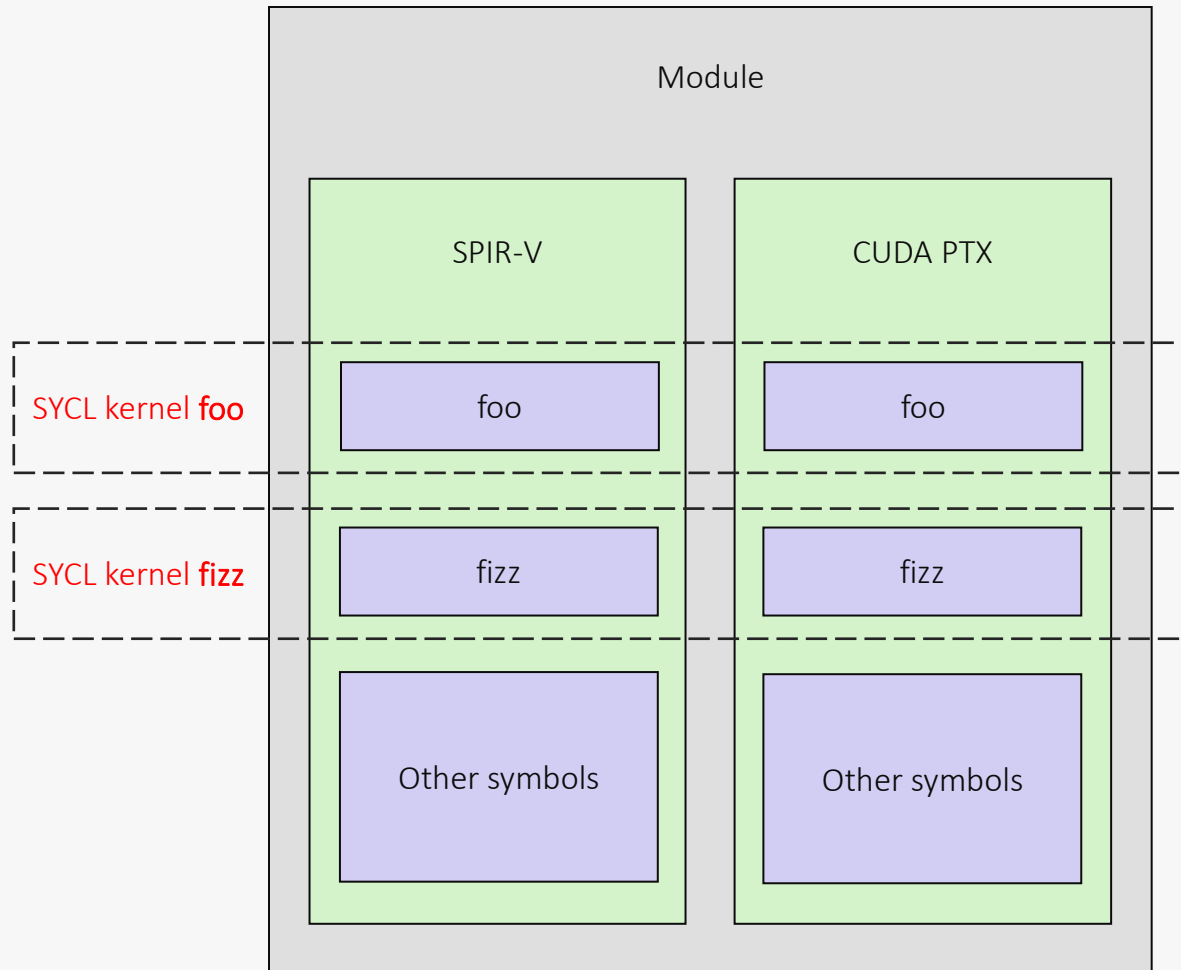 Module
SPIR-V
CUDA PTX
SYCL kernel foo
foo
foo
SYCL kernel fizz
fizz
fizz
Other symbols
Other symbols